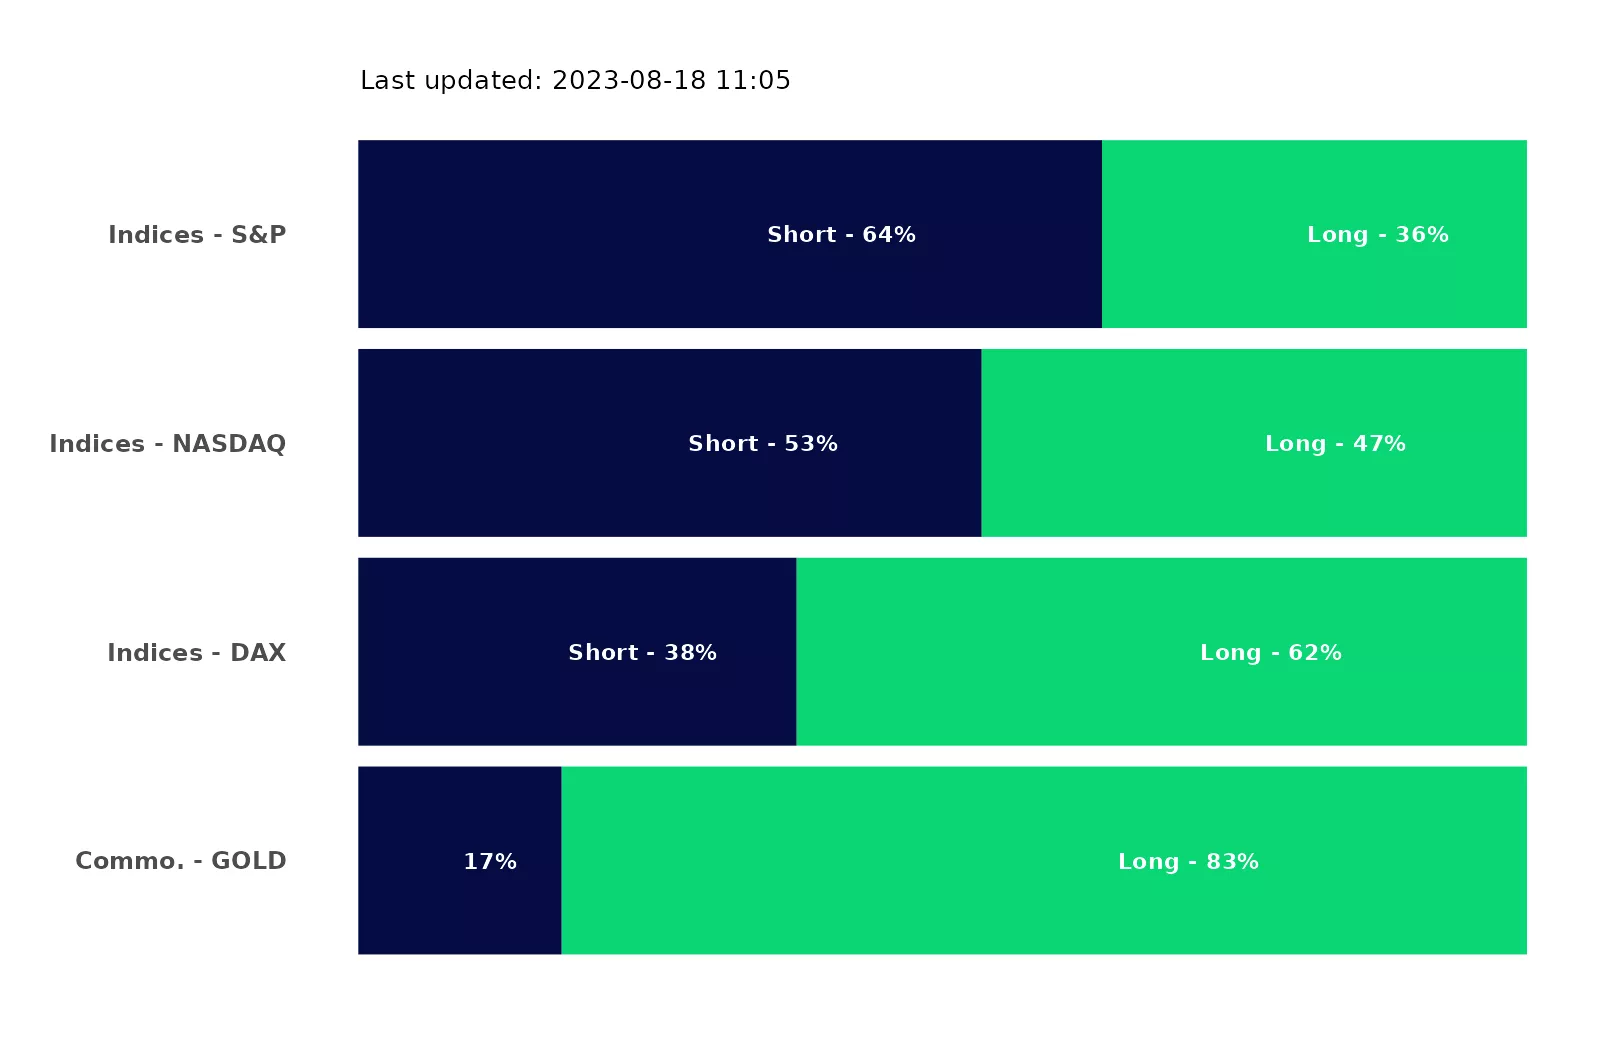 Last updated: 2023-08-18 11:05
Indices - S&P
Short - 64%
Long - 36%
Indices - NASDAQ
Short - 53%
Long - 47%
Indices - DAX
Short - 38%
Long - 62%
Commo. - GOLD
17%
Long - 83%